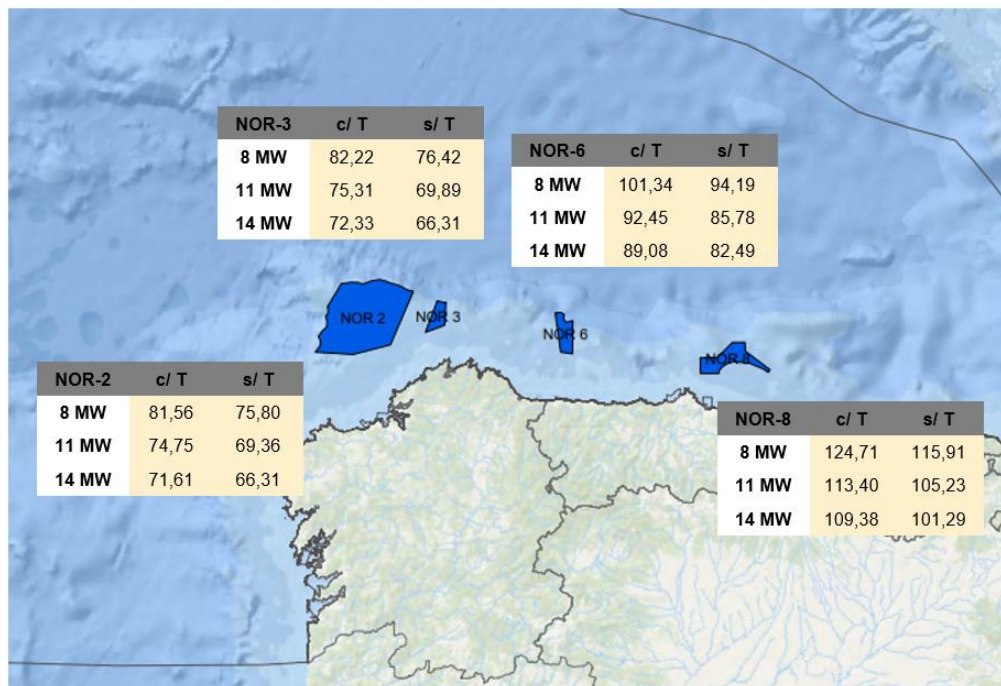 NOR-3 c/ T s/ T
8 MW 82,22 76,42
11 MW 75,31 69,89
14 MW 72,33 66,31
NOR-6 c/ T s/ T
8 MW 101,34 94,19
11 MW 92,45 85,78
14 MW 89,08 82,49
NOR 2
NOR 3
NOR 6
NOR 8
NOR-2 c/ T s/ T
8 MW 81,56 75,80
11 MW 74,75 69,36
14 MW 71,61 66,31
NOR-8 c/ T s/ T
8 MW 124,71 115,91
11 MW 113,40 105,23
14 MW 109,38 101,29